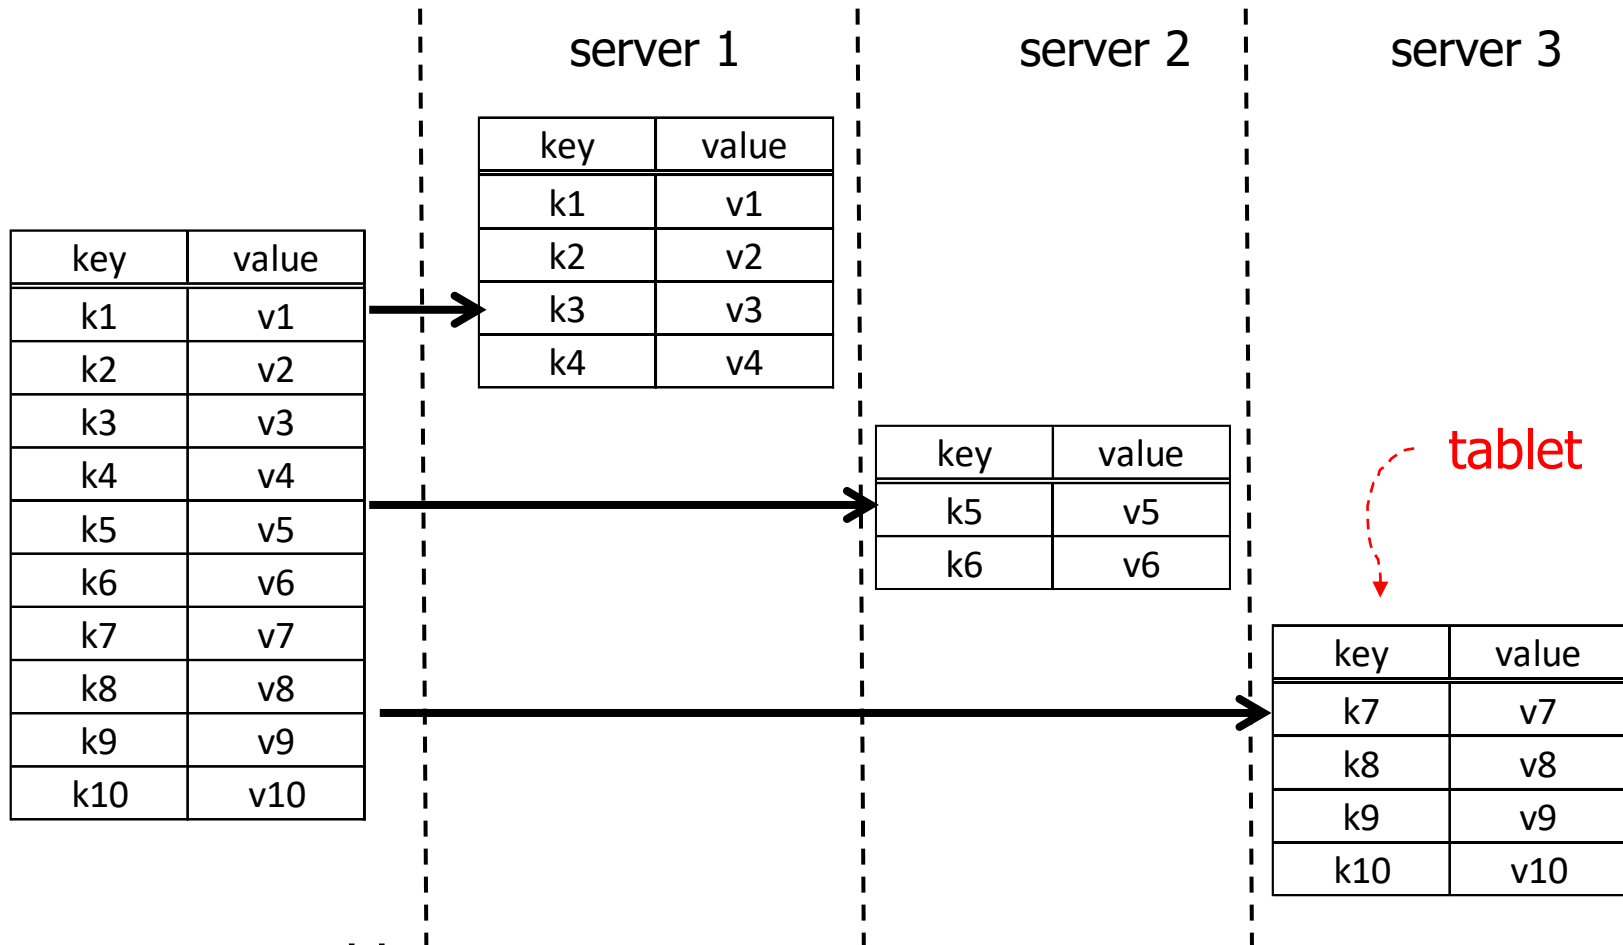 server 1
server 2
server 3
key value
k1 v1
k2 v2
k3 v3
k4 v4
k5 v5
k6 v6
k7 v7
k8 v8
k9 v9
k10 v10
key value
k1 v1
k2 v2
k3 v3
k4 v4
key value
k5 v5
k6 v6
tablet
key value
k7 v7
k8 v8
k9 v9
k10 v10